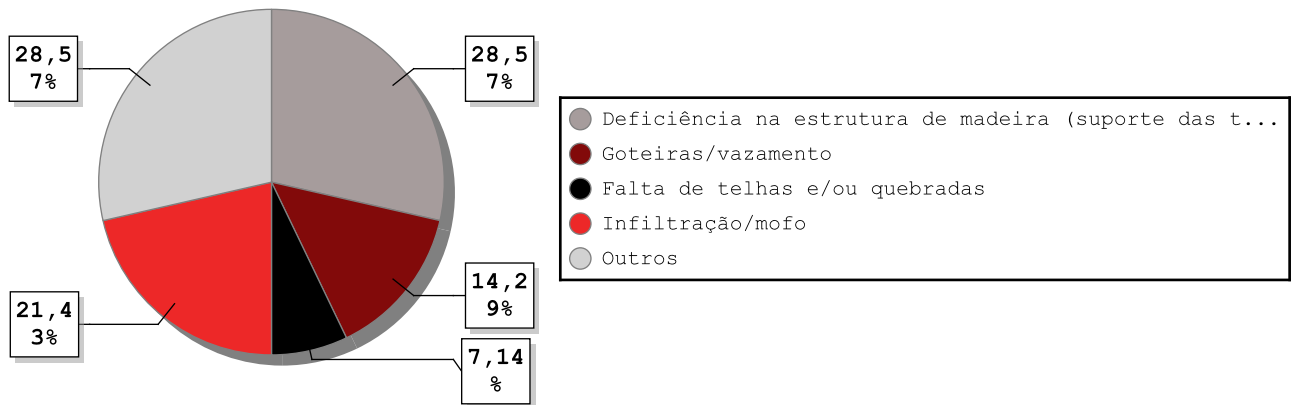 28,5
7%
28,5
7%
14,2
9%
7,14
%
21,4
3%
Deficiência na estrutura de madeira (suporte das t...
Goteiras/vazamento
Falta de telhas e/ou quebradas
Infiltração/mofo
Outros